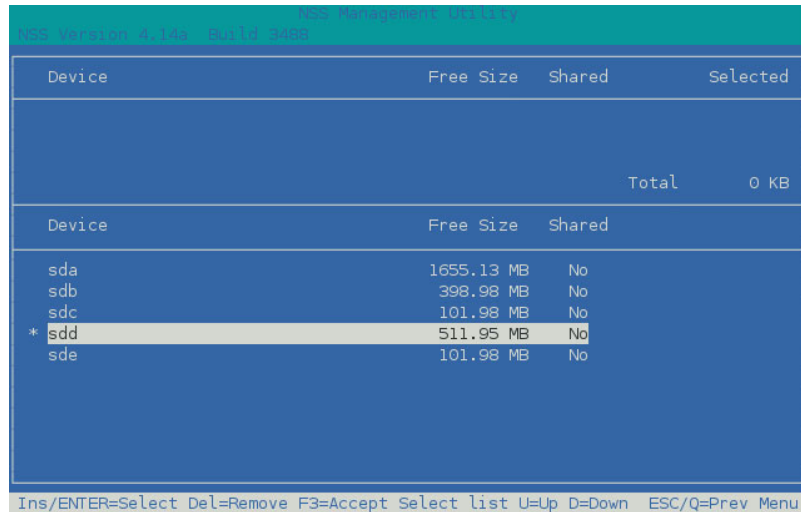 NSS Management Utility
NSS Version 4.14a Build 3488
Device Free Size Shared Selected
Total 0 KB
Device Free Size Shared
sda 1655.13 MB No
sdb 398.98 MB No
sdc 101.98 MB No
* sdd 511.95 MB No
sde 101.98 MB No
Ins/ENTER=Select Del=Remove F3=Accept Select list U=Up D=Down ESC/Q=Prev Menu